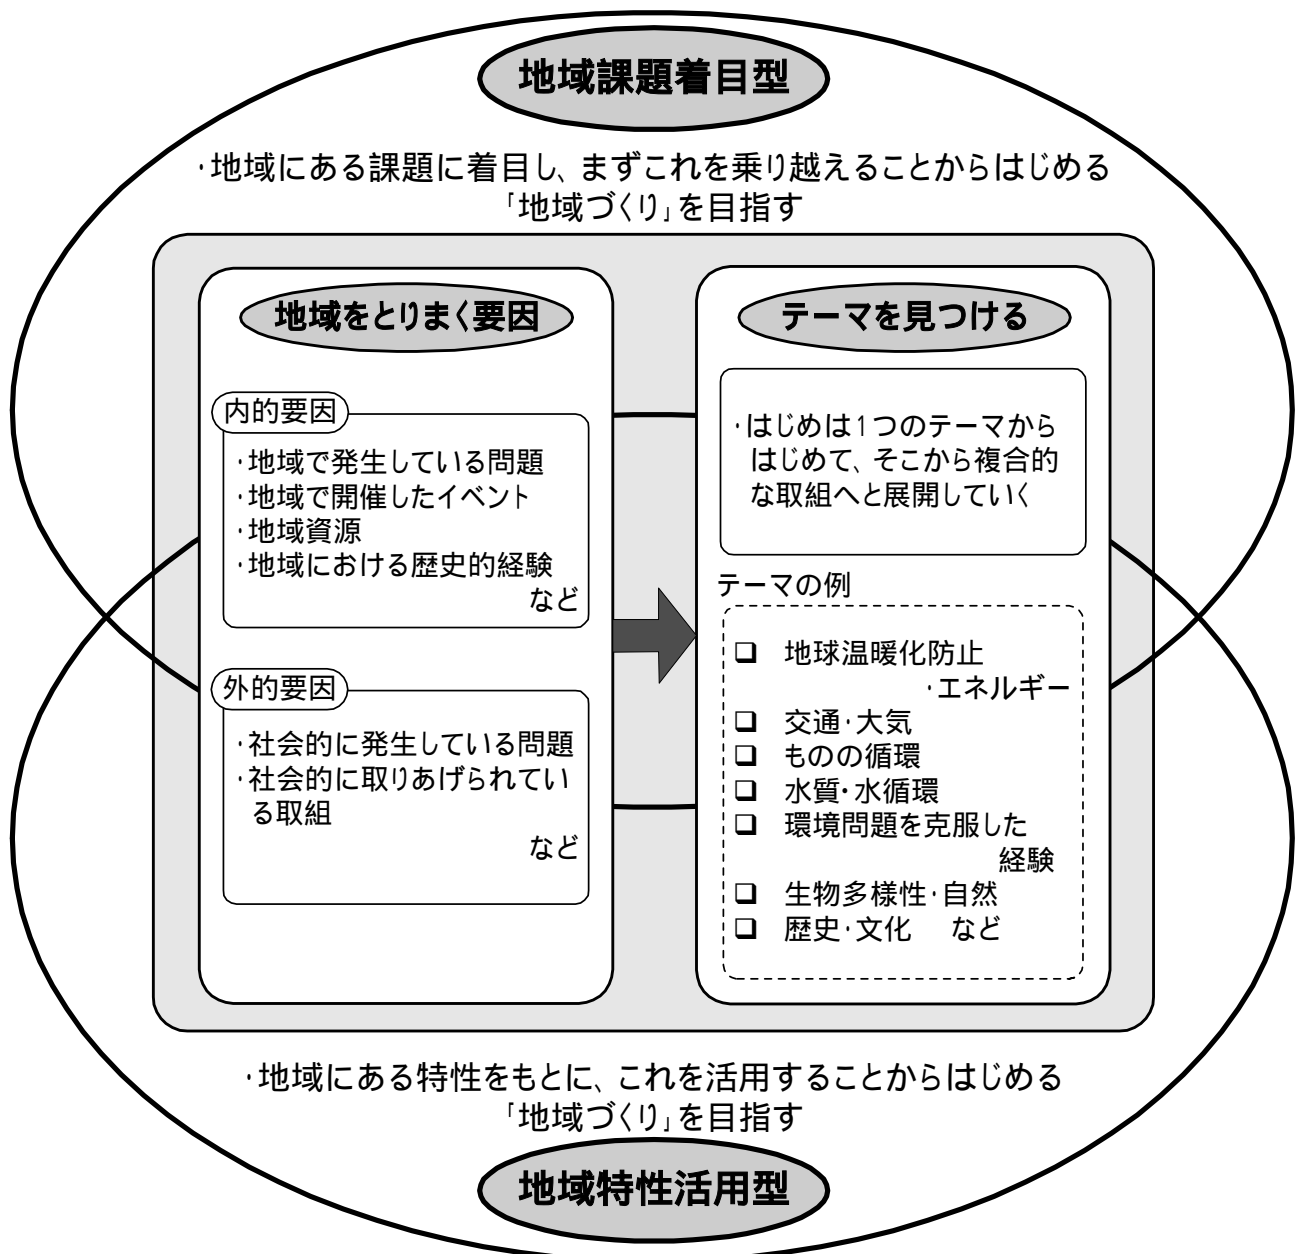 地域課題着目型
・地域にある課題に着目し、まずこれを乗り越えることからはじめる
「地域づくり」を目指す
地域をとりまく要因
内的要因
・地域で発生している問題
・地域で開催したイベント
・地域資源
・地域における歴史的経験
など
外的要因
・社会的に発生している問題
・社会的に取りあげられてい
る取組
など
テーマを見つける
・はじめは1つのテーマから
はじめて、そこから複合的
な取組へと展開していく
テーマの例
❑ 地球温暖化防止
・エネルギー
❑ 交通・大気
❑ ものの循環
❑ 水質・水循環
❑ 環境問題を克服した
経験
❑ 生物多様性・自然
❑ 歴史・文化 など
・地域にある特性をもとに、これを活用することからはじめる
「地域づくり」を目指す
地域特性活用型